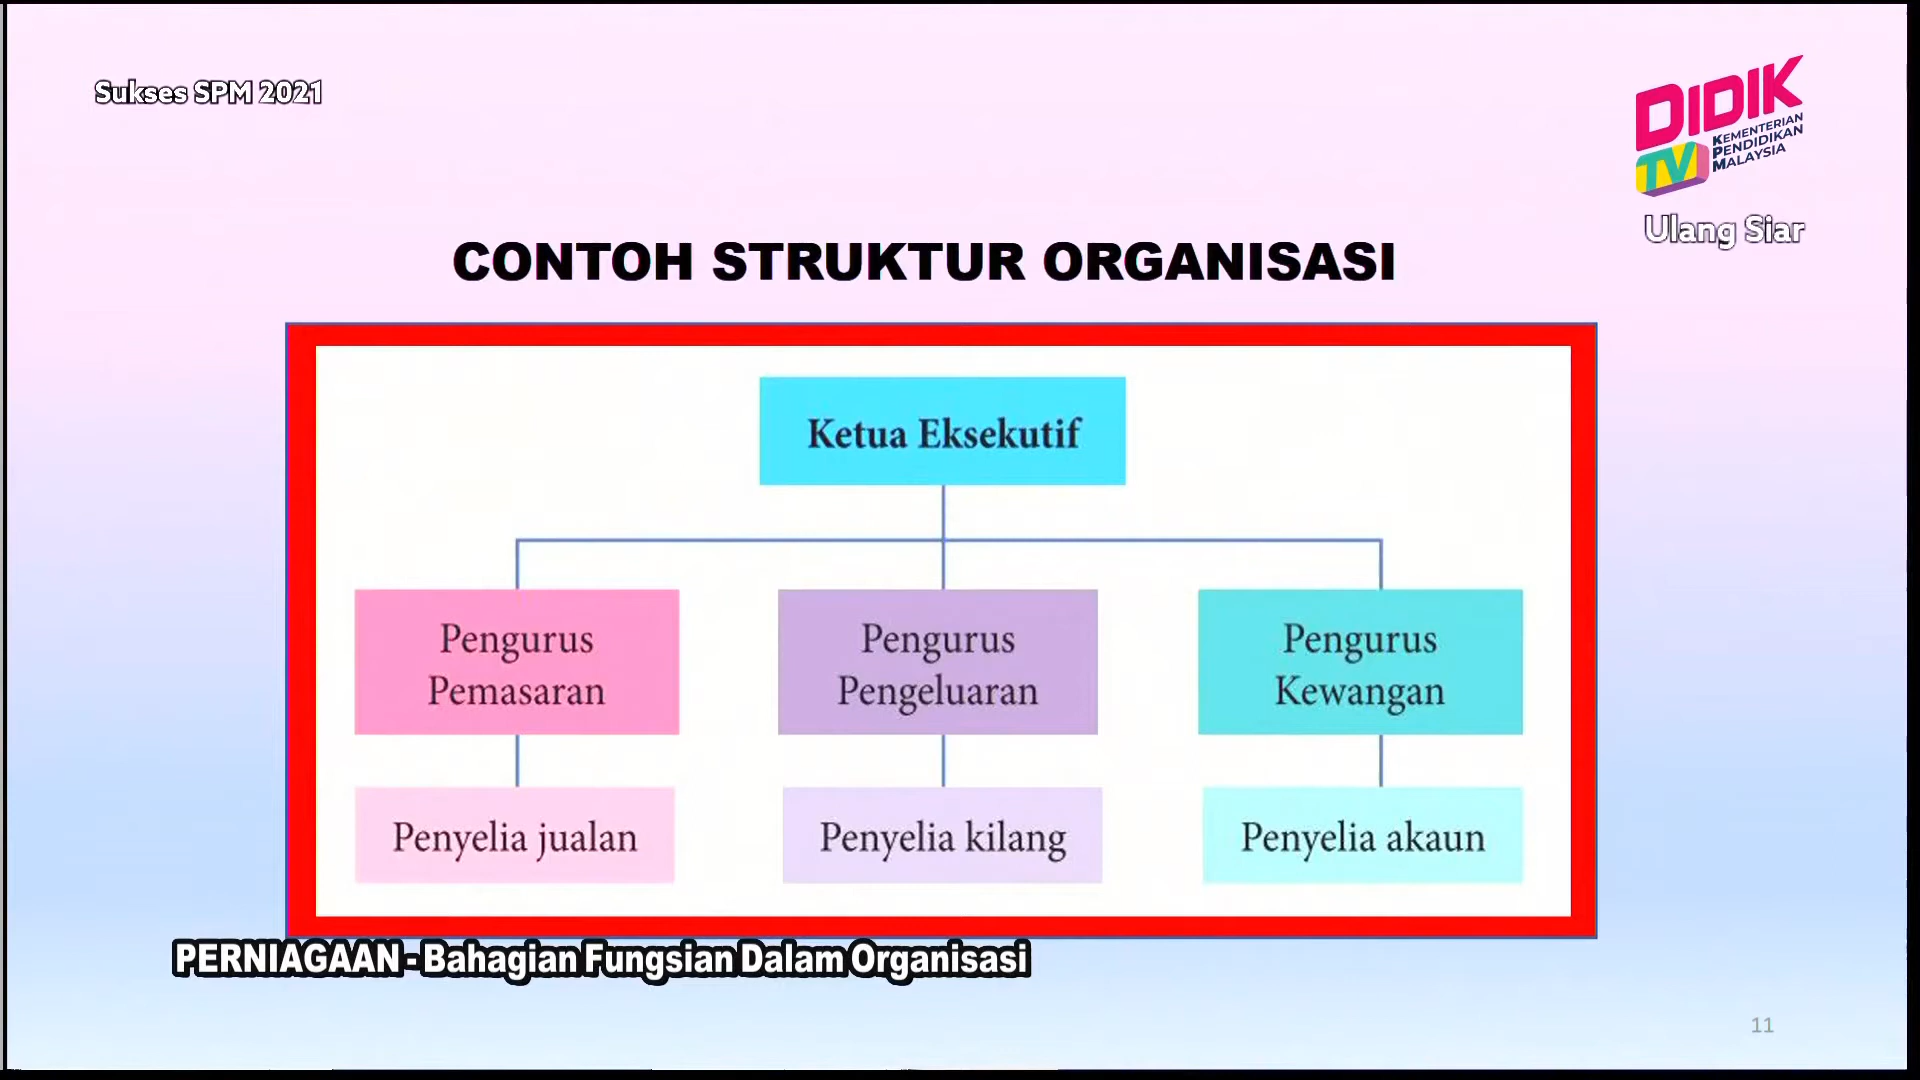 Sukses SPM 2021
DIDIK
TV
KEMENTERIAN
PENDIDIKAN
MALAYSIA
Ulang Siar
CONTOH STRUKTUR ORGANISASI
Ketua Eksekutif
Pengurus
Pemasaran
Pengurus
Pengeluaran
Pengurus
Kewangan
Penyelia jualan
Penyelia kilang
Penyelia akaun
PERNIAGAAN - Bahagian Fungsian Dalam Organisasi
11